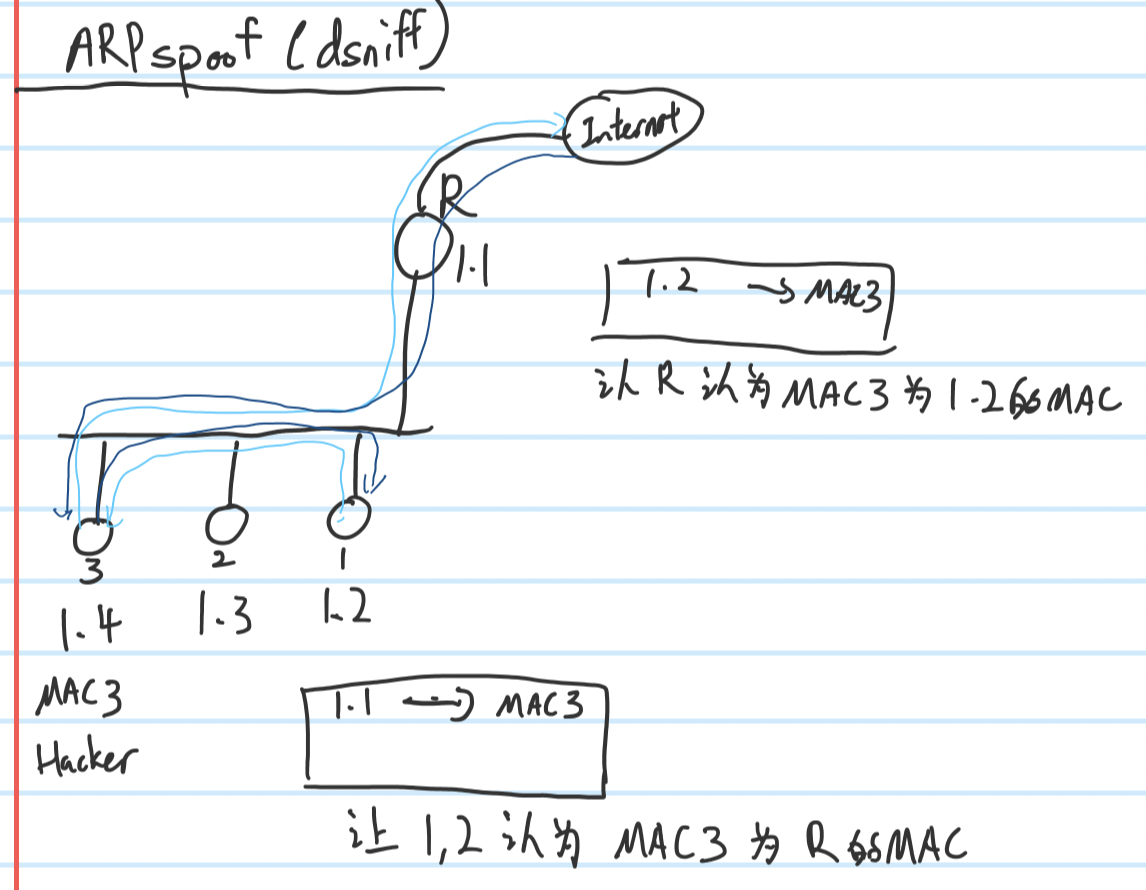 ARPspoof (dsniff)
Internet
R
1.1
1.2 → MAC3
认 R 认为 MAC3 为 1.2的MAC
3 2 1
1.4 1.3 1.2
MAC3
1.1 → MAC3
Hacker
让 1,2 认为 MAC3 为 R的MAC